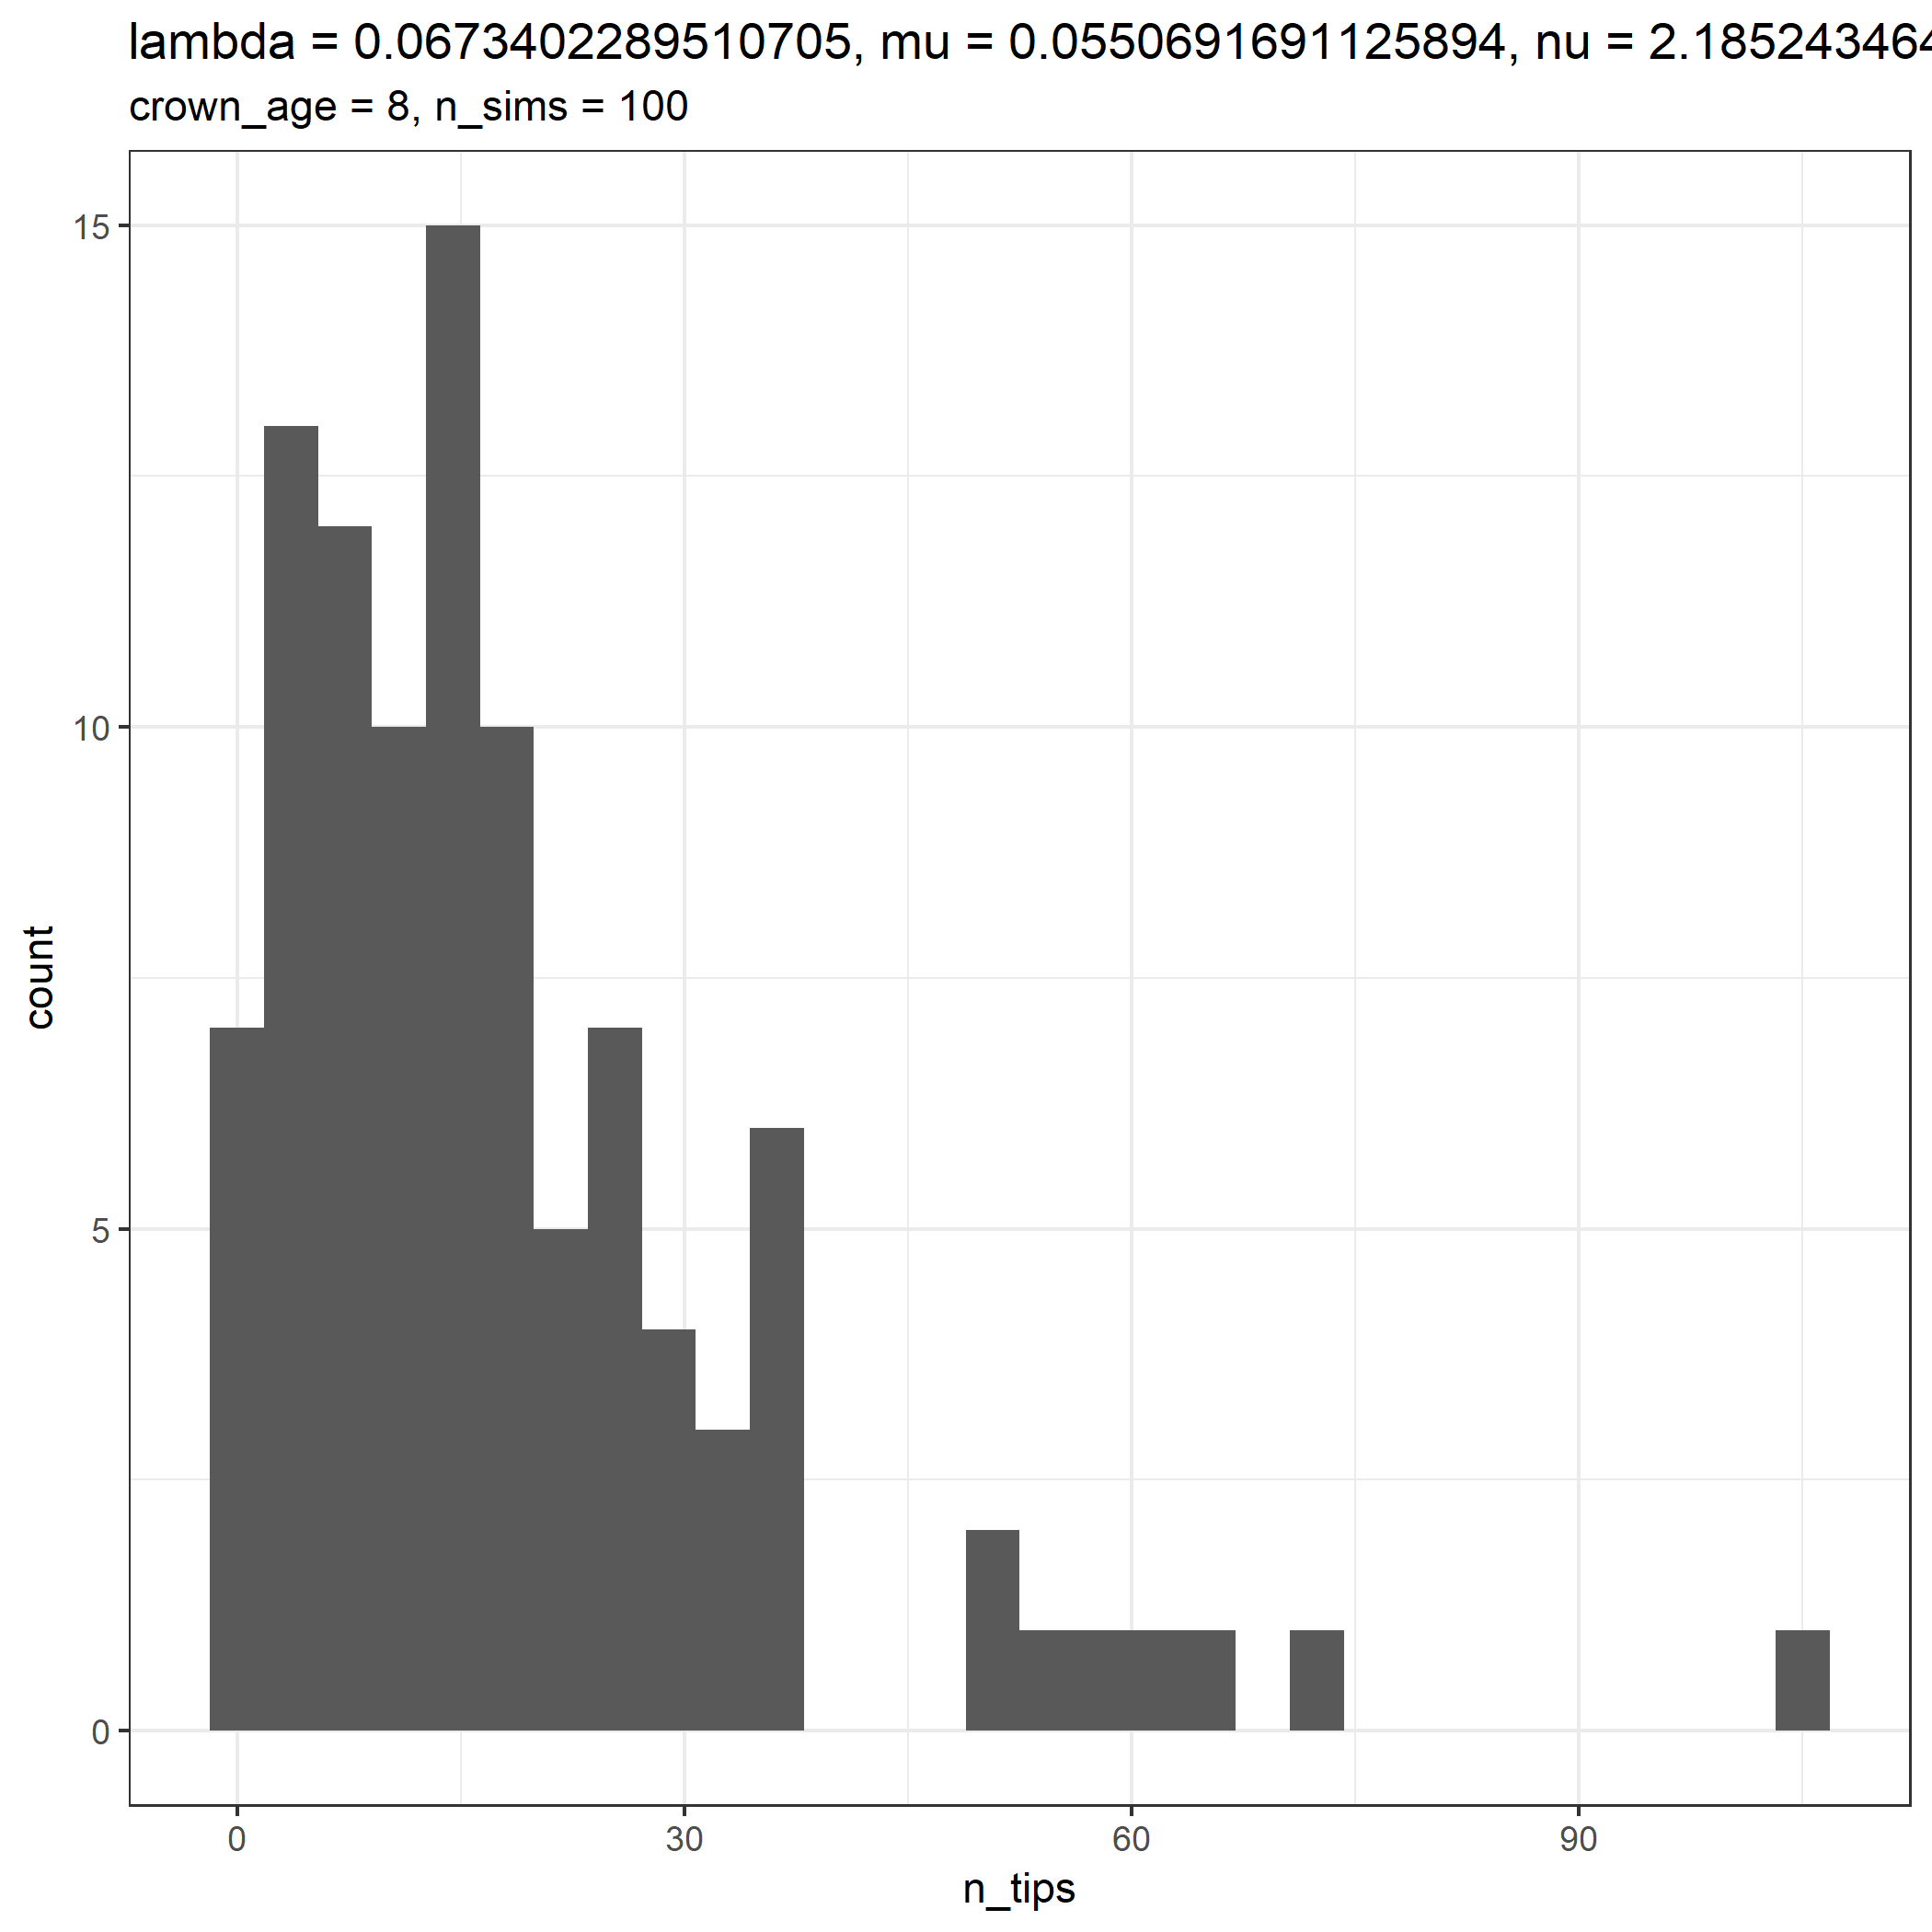 lambda = 0.0673402289510705, mu = 0.0550691691125894, nu = 2.185243464
crown_age = 8, n_sims = 100
15
10
5
0
count
0 30 60 90
n_tips